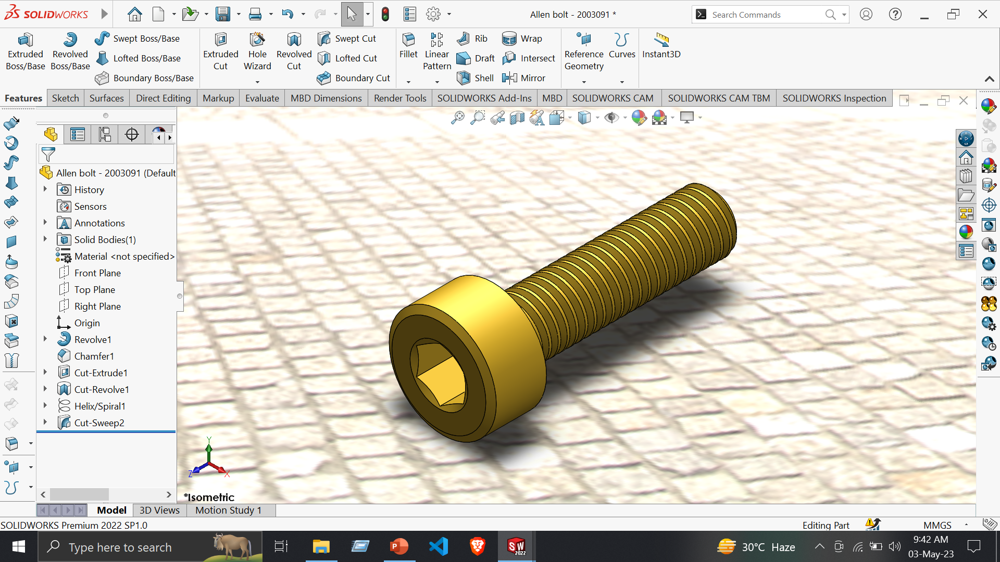 SOLIDWORKS
Allen bolt - 2003091 *
Search Commands
Extruded Boss/Base
Revolved Boss/Base
Swept Boss/Base
Lofted Boss/Base
Boundary Boss/Base
Extruded Cut
Hole Wizard
Revolved Cut
Swept Cut
Lofted Cut
Boundary Cut
Fillet
Linear Pattern
Rib
Draft
Shell
Wrap
Intersect
Mirror
Reference Geometry
Curves
Instant3D
Features
Sketch
Surfaces
Direct Editing
Markup
Evaluate
MBD Dimensions
Render Tools
SOLIDWORKS Add-Ins
MBD
SOLIDWORKS CAM
SOLIDWORKS CAM TBM
SOLIDWORKS Inspection
Allen bolt - 2003091 (Default
History
Sensors
Annotations
Solid Bodies(1)
Material <not specified>
Front Plane
Top Plane
Right Plane
Origin
Revolve1
Chamfer1
Cut-Extrude1
Cut-Revolve1
Helix/Spiral1
Cut-Sweep2
Y
Z
X
*Isometric
Model
3D Views
Motion Study 1
SOLIDWORKS Premium 2022 SP1.0
Editing Part
MMGS
Type here to search
SW
2022
30°C Haze
9:42 AM
03-May-23